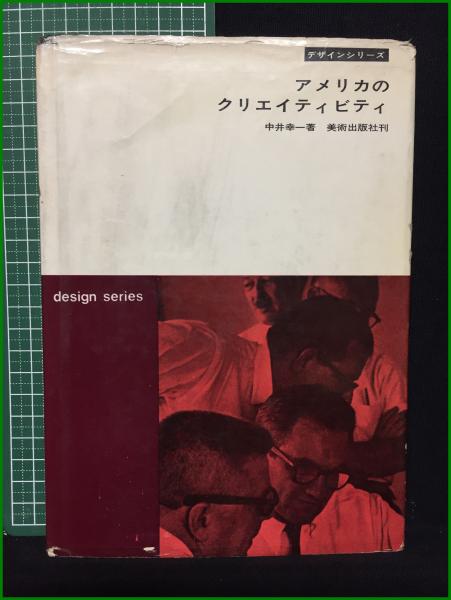 デザインシリーズ
アメリカの
クリエイティビティ
中井幸一著 美術出版社刊
design series